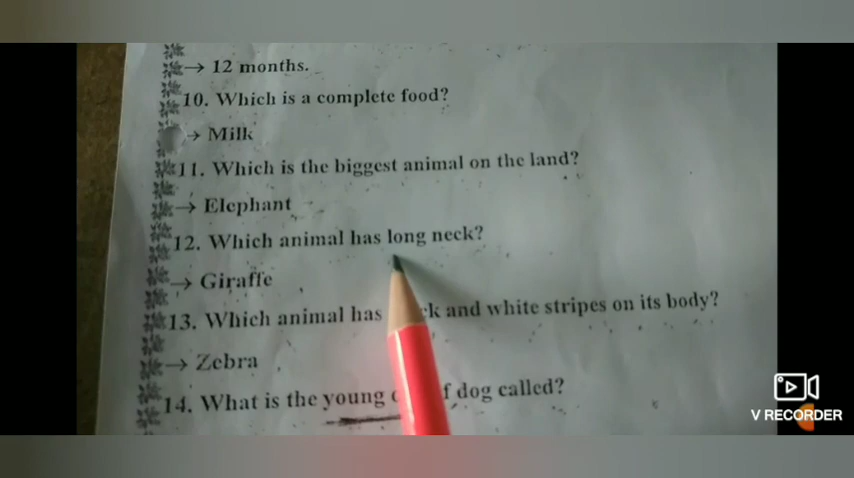 → 12 months.
10. Which is a complete food?
→ Milk
11. Which is the biggest animal on the land?
→ Elephant
12. Which animal has long neck?
→ Giraffe
13. Which animal has and white stripes on its body?
→ Zebra
14. What is the young dog called?
V RECORDER